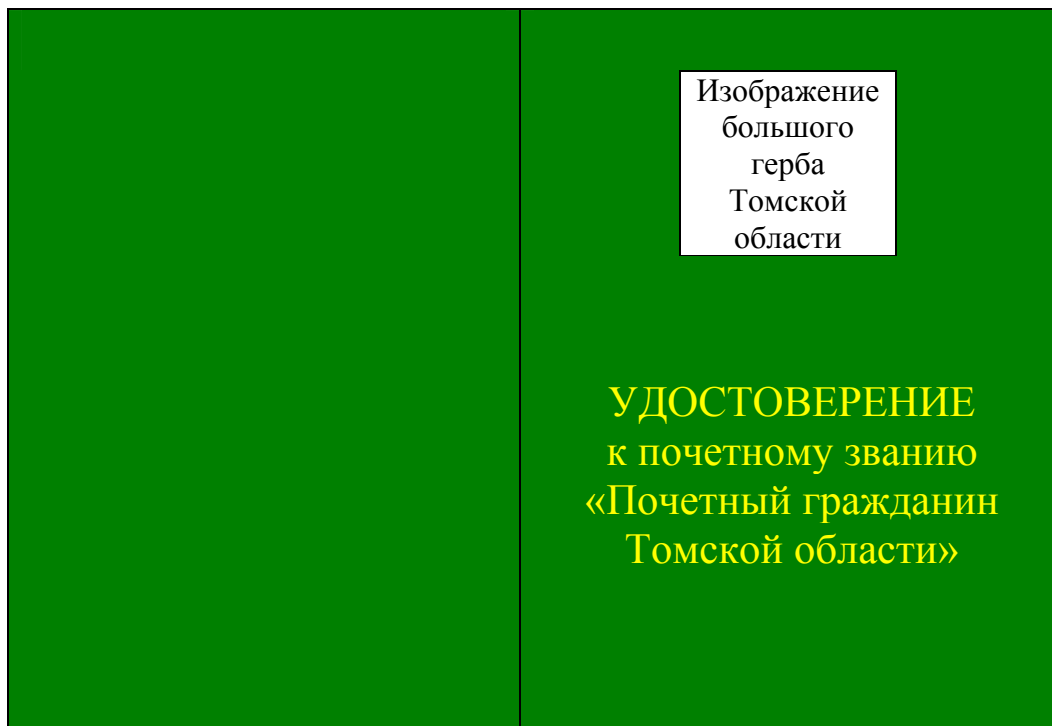 Изображение
большого
герба
Томской
области
УДОСТОВЕРЕНИЕ
к почетному званию
«Почетный гражданин
Томской области»